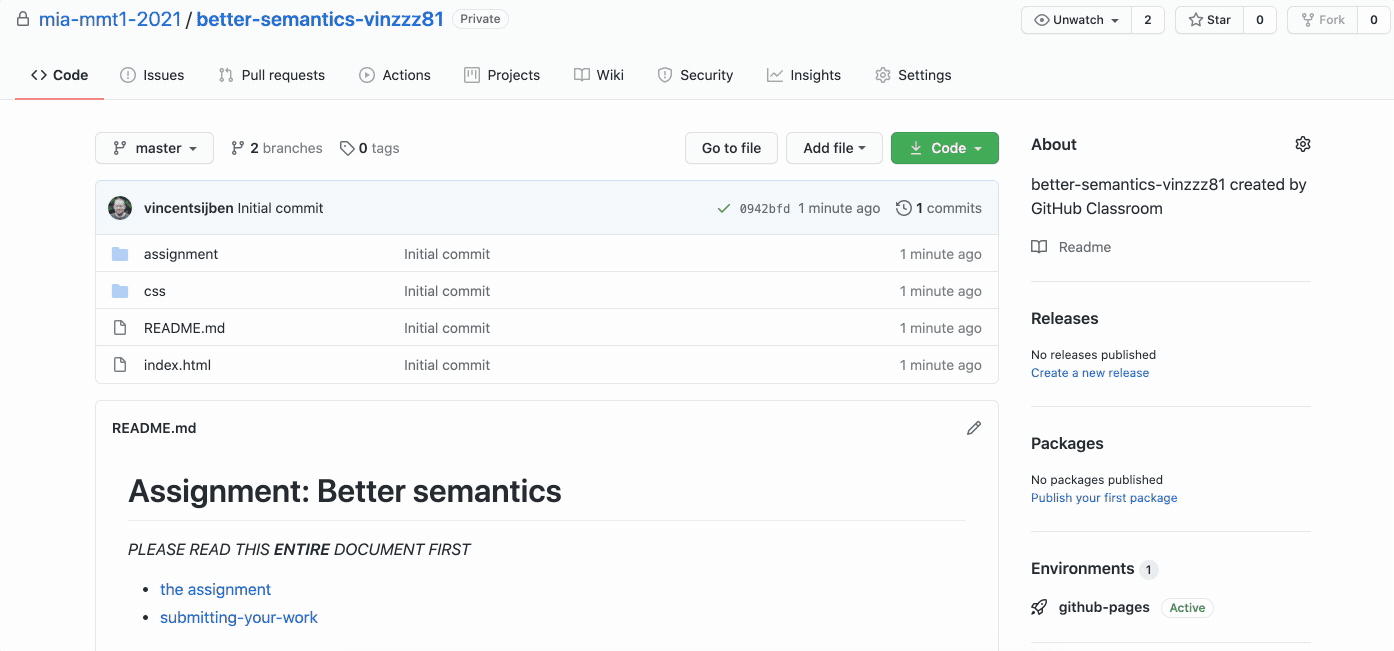 mia-mmt1-2021 / better-semantics-vinzzz81 Private Unwatch 2 Star 0 Fork 0
Code Issues Pull requests Actions Projects Wiki Security Insights Settings
master 2 branches 0 tags Go to file Add file Code
vincentsijben Initial commit 0942bfd 1 minute ago 1 commits
assignment Initial commit 1 minute ago
css Initial commit 1 minute ago
README.md Initial commit 1 minute ago
index.html Initial commit 1 minute ago
README.md
Assignment: Better semantics
PLEASE READ THIS ENTIRE DOCUMENT FIRST
the assignment
submitting-your-work
About
better-semantics-vinzzz81 created by
GitHub Classroom
Readme
Releases
No releases published
Create a new release
Packages
No packages published
Publish your first package
Environments 1
github-pages Active